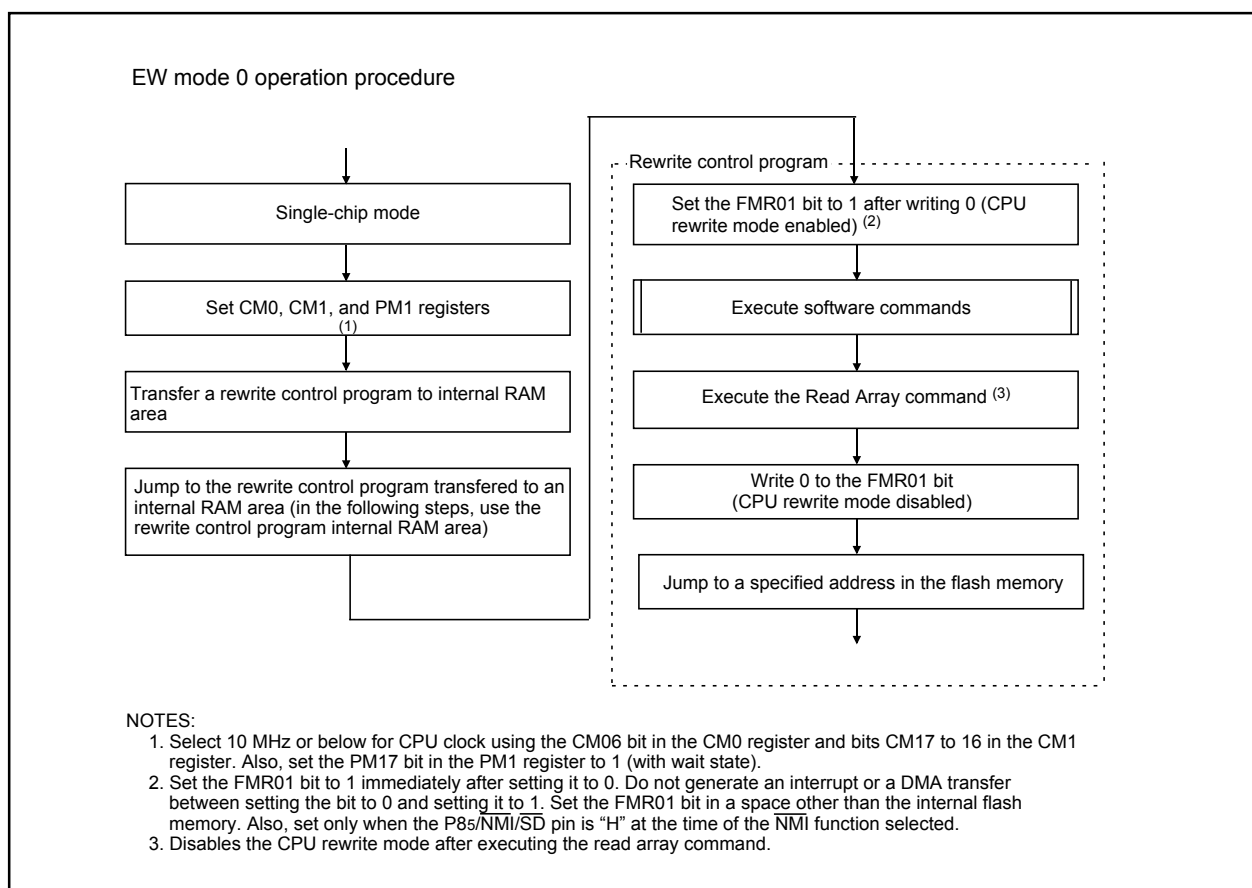 EW mode 0 operation procedure
Single-chip mode
Set CM0, CM1, and PM1 registers
(1)
Transfer a rewrite control program to internal RAM
area
Jump to the rewrite control program transfered to an
internal RAM area (in the following steps, use the
rewrite control program internal RAM area)
Rewrite control program
Set the FMR01 bit to 1 after writing 0 (CPU
rewrite mode enabled) (2)
Execute software commands
Execute the Read Array command (3)
Write 0 to the FMR01 bit
(CPU rewrite mode disabled)
Jump to a specified address in the flash memory
NOTES:
1. Select 10 MHz or below for CPU clock using the CM06 bit in the CM0 register and bits CM17 to 16 in the CM1
register. Also, set the PM17 bit in the PM1 register to 1 (with wait state).
2. Set the FMR01 bit to 1 immediately after setting it to 0. Do not generate an interrupt or a DMA transfer
between setting the bit to 0 and setting it to 1. Set the FMR01 bit in a space other than the internal flash
memory. Also, set only when the P85/NMI/SD pin is “H” at the time of the NMI function selected.
3. Disables the CPU rewrite mode after executing the read array command.